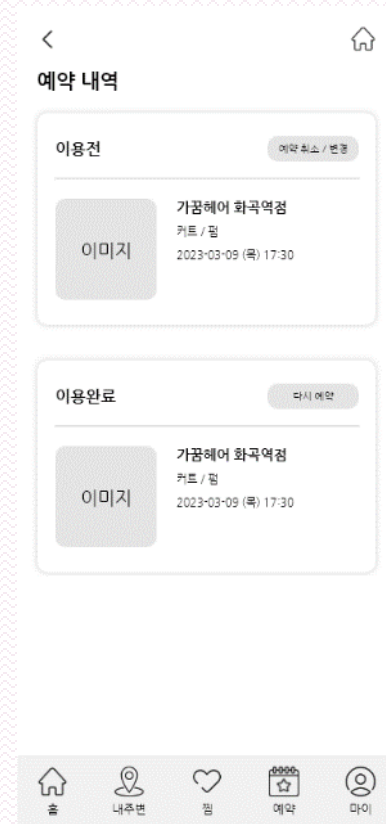 예약 내역
이용전
예약 취소 / 변경
이미지
가꿈헤어 화곡역점
커트 / 펌
2023-03-09 (목) 17:30
이용완료
다시 예약
이미지
가꿈헤어 화곡역점
커트 / 펌
2023-03-09 (목) 17:30
홈
내주변
찜
예약
마이